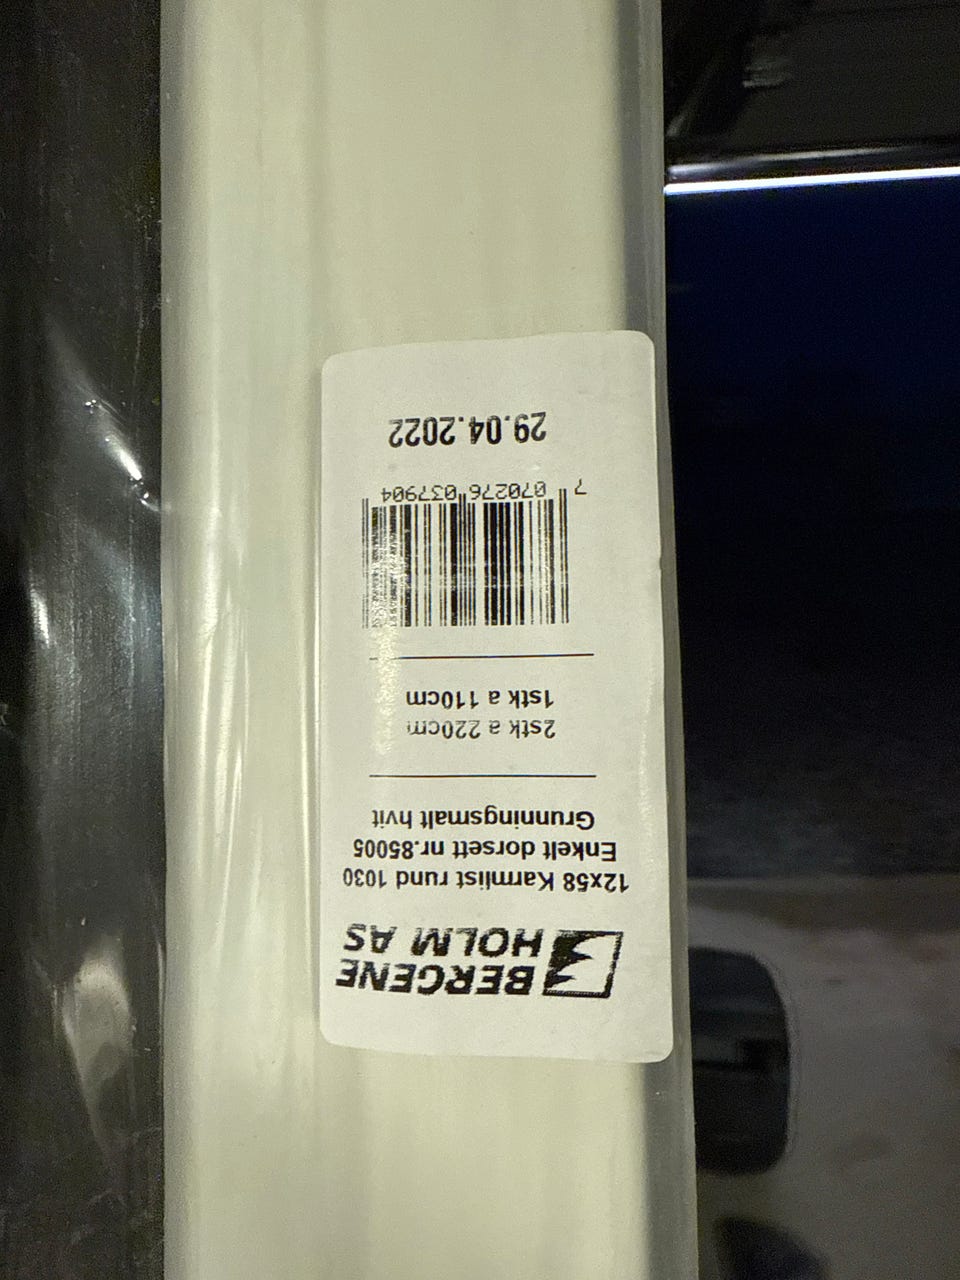 BERGENE
HOLM AS
12x58 Karmlist rund 1030
Enkelt dorsett nr.85005
Grunningsmalt hvit
2stk a 220cm
1stk a 110cm
7 070276 037904
29.04.2022